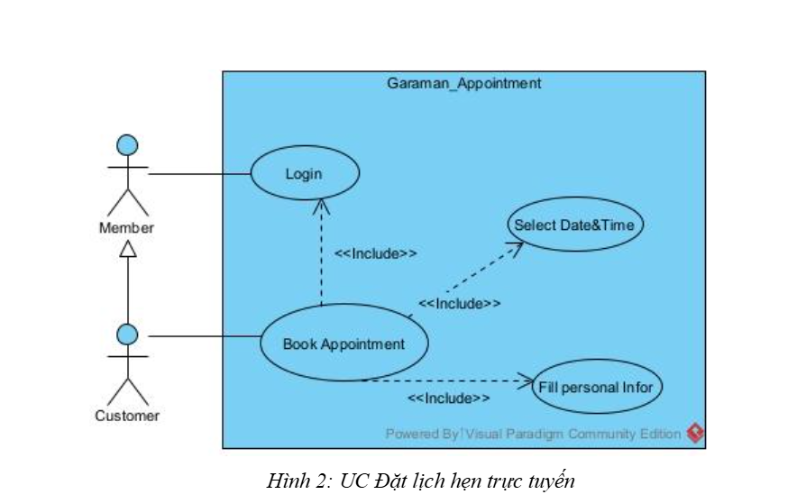 Garaman_Appointment
Login
Member
Select Date&Time
<<Include>>
<<Include>>
Book Appointment
Customer
Fill personal Infor
<<Include>>
Powered By Visual Paradigm Community Edition
Hình 2: UC Đặt lịch hẹn trực tuyến